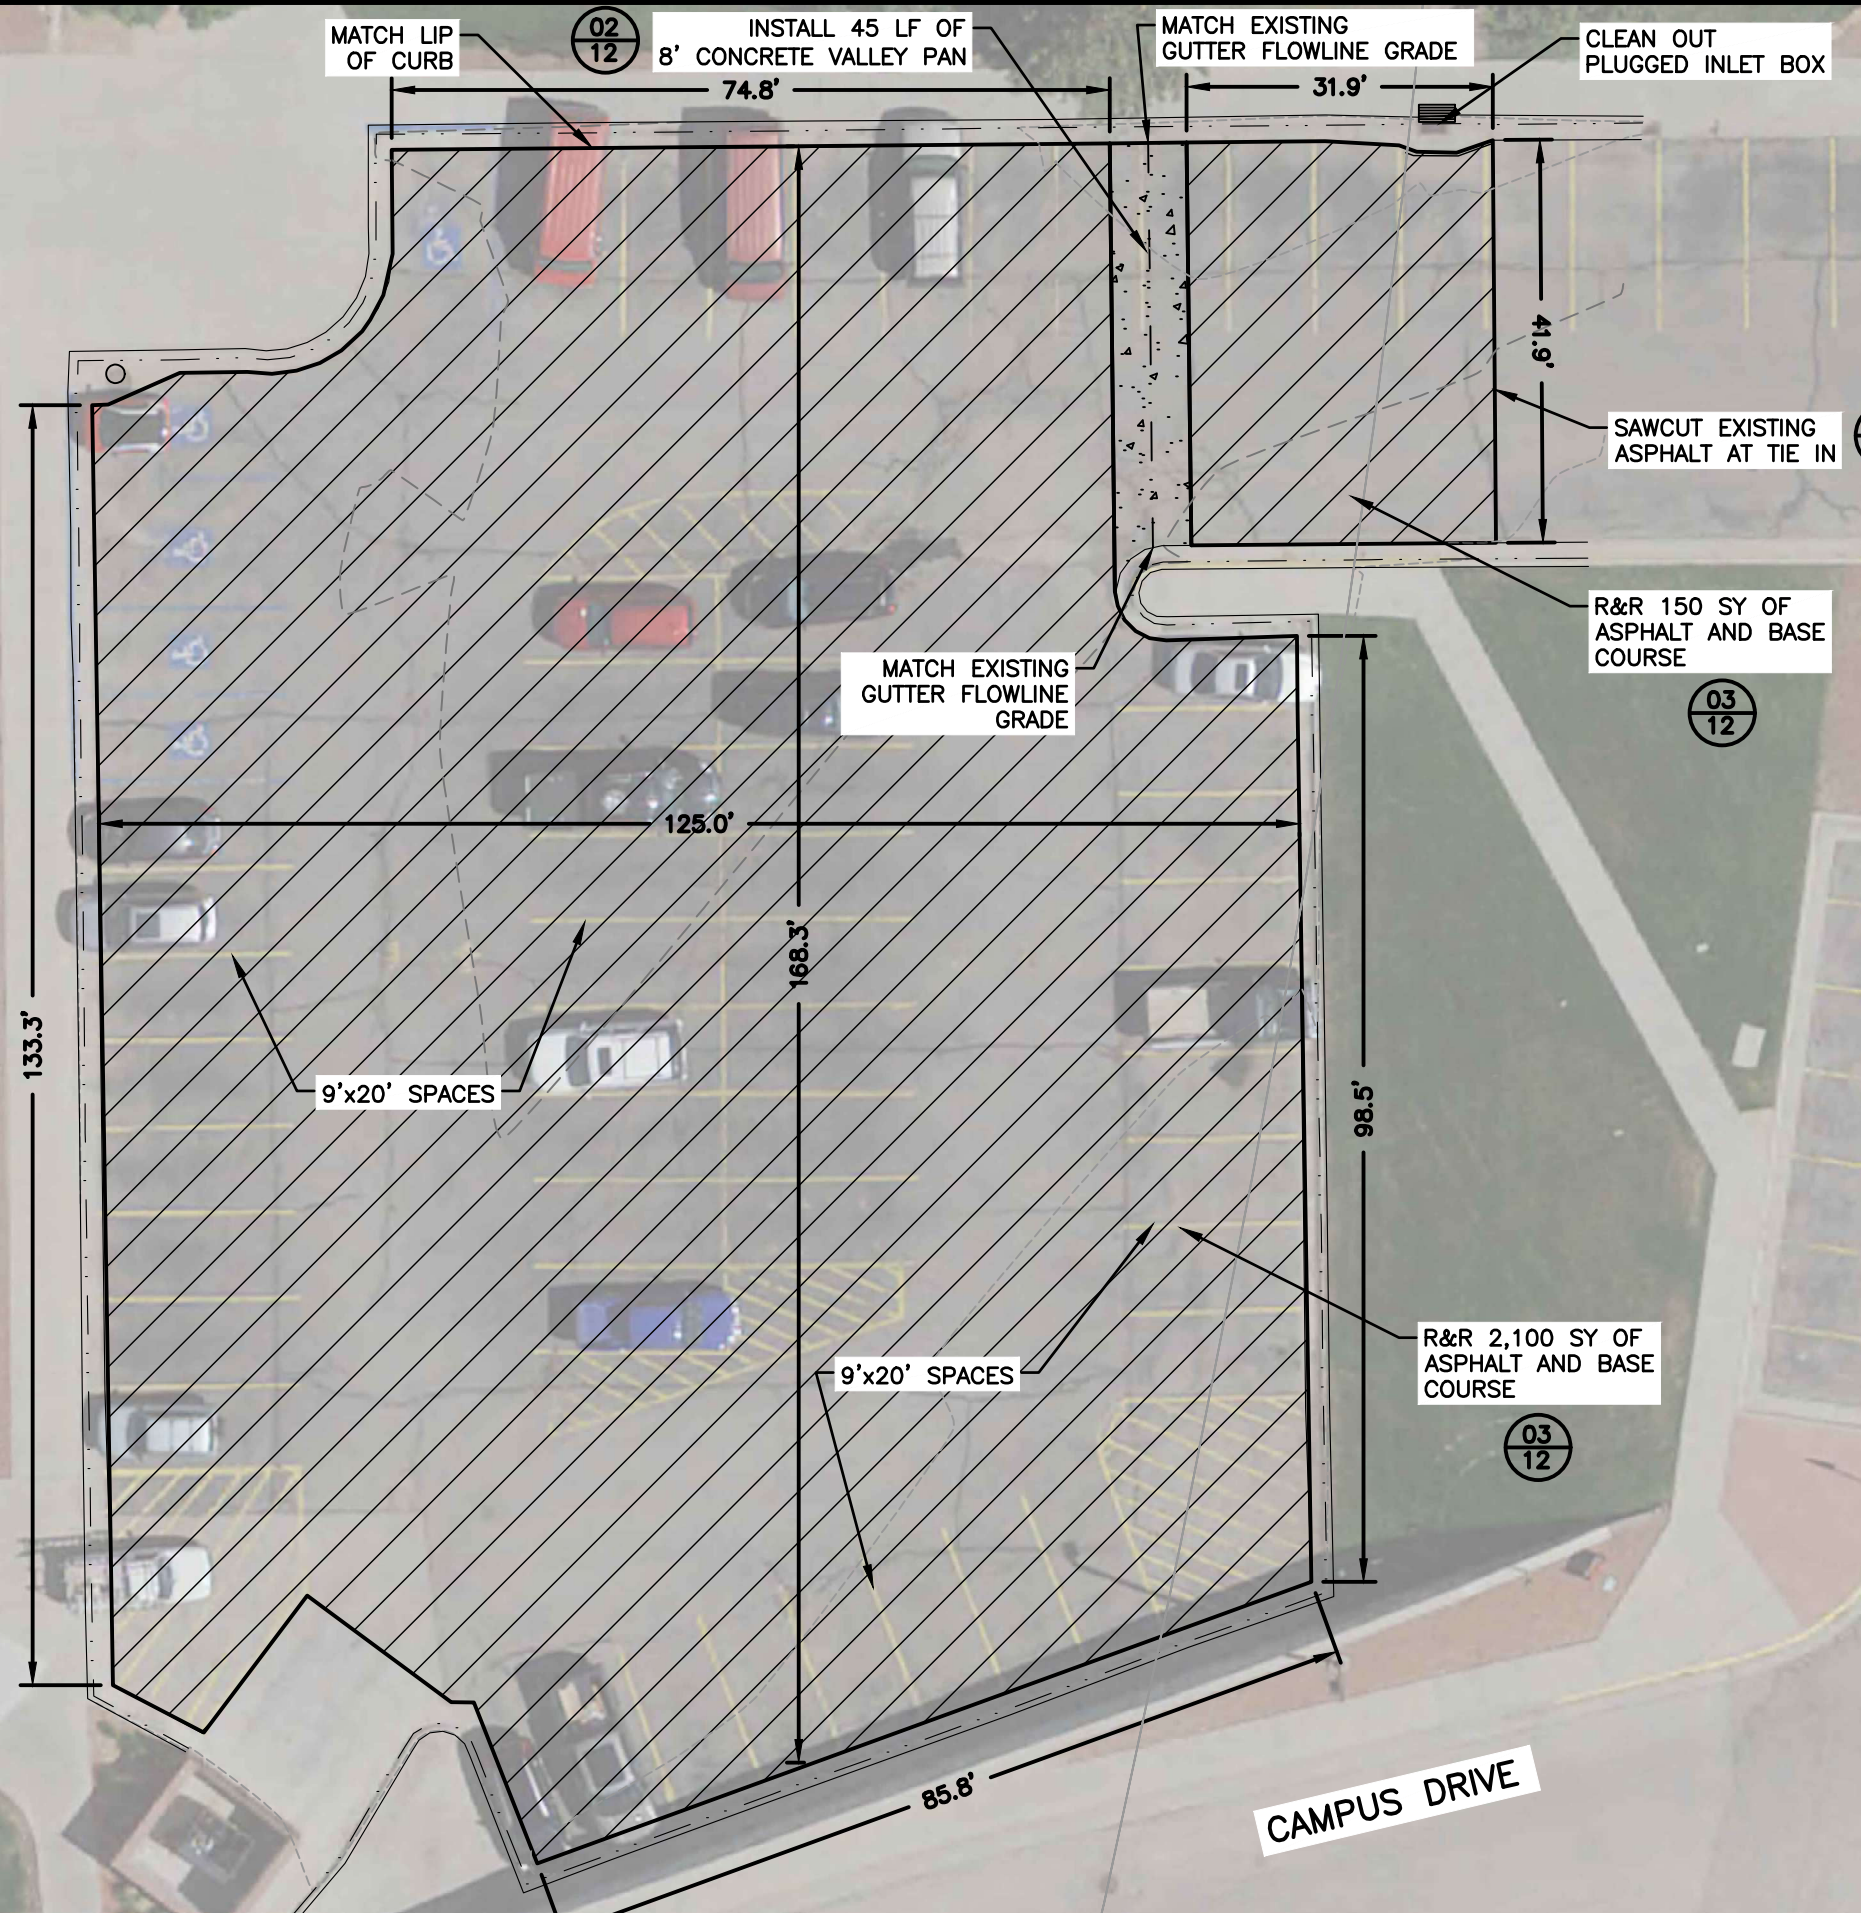 MATCH LIP
OF CURB
02
12
INSTALL 45 LF OF
8' CONCRETE VALLEY PAN
MATCH EXISTING
GUTTER FLOWLINE GRADE
CLEAN OUT
PLUGGED INLET BOX
74.8'
31.9'
41.9'
SAWCUT EXISTING
ASPHALT AT TIE IN
R&R 150 SY OF
ASPHALT AND BASE
COURSE
03
12
MATCH EXISTING
GUTTER FLOWLINE
GRADE
125.0'
168.3'
133.3'
98.5'
9'x20' SPACES
9'x20' SPACES
R&R 2,100 SY OF
ASPHALT AND BASE
COURSE
03
12
85.8'
CAMPUS DRIVE